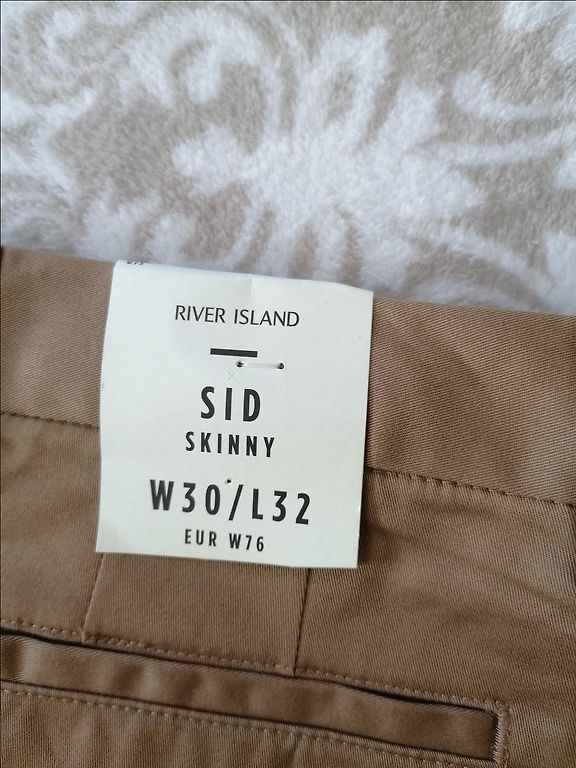 RIVER ISLAND
SID
SKINNY
W30/L32
EUR W76